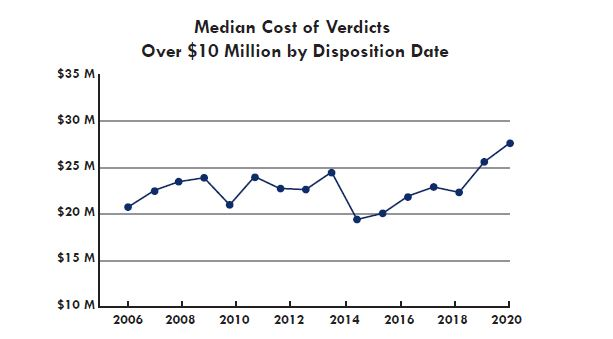 Median Cost of Verdicts
Over $10 Million by Disposition Date
$35 M
$30 M
$25 M
$20 M
$15 M
$10 M
2006 2008 2010 2012 2014 2016 2018 2020